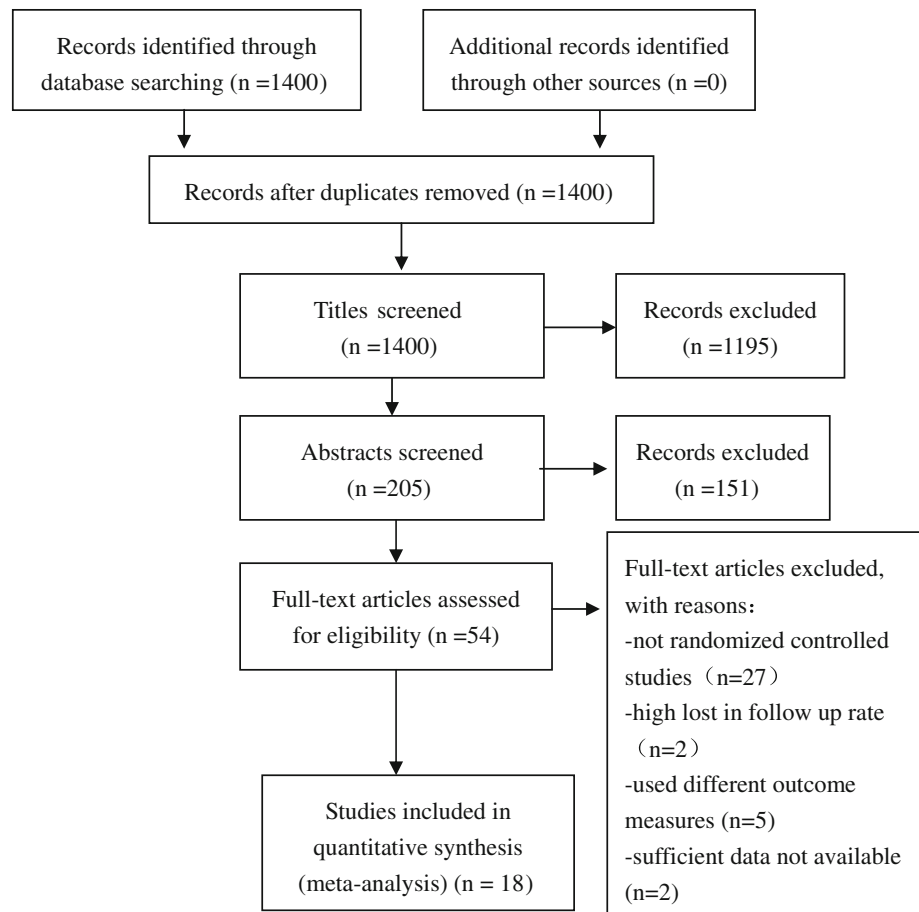 Records identified through
database searching (n =1400)
Additional records identified
through other sources (n =0)
Records after duplicates removed (n =1400)
Titles screened
(n =1400)
Records excluded
(n =1195)
Abstracts screened
(n =205)
Records excluded
(n =151)
Full-text articles assessed
for eligibility (n =54)
Full-text articles excluded,
with reasons：
-not randomized controlled
studies（n=27）
-high lost in follow up rate
（n=2）
-used different outcome
measures (n=5)
-sufficient data not available
(n=2)
Studies included in
quantitative synthesis
(meta-analysis) (n = 18)